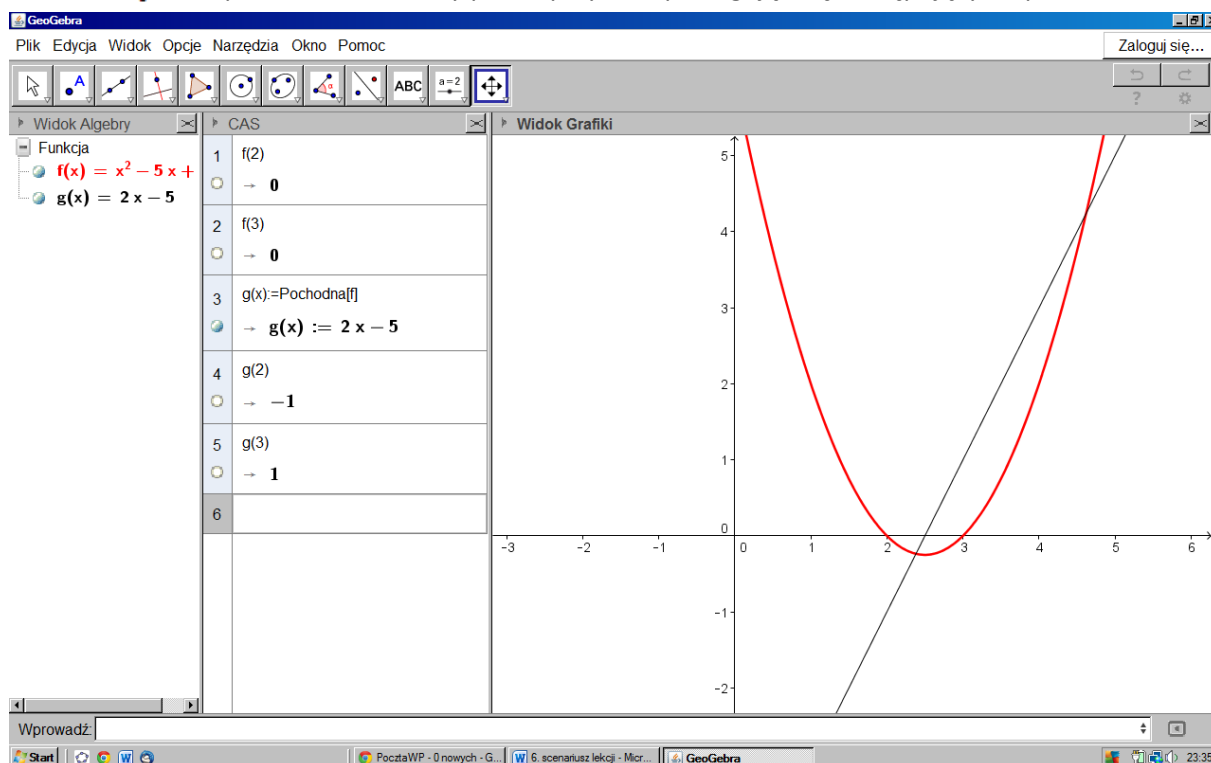 GeoGebra
Plik Edycja Widok Opcje Narzędzia Okno Pomoc
Zaloguj się...
A
ABC
a=2
Widok Algebry
CAS
Widok Grafiki
Funkcja
f(x) = x² − 5 x +
g(x) = 2 x − 5
1 f(2)
→ 0
2 f(3)
→ 0
3 g(x):=Pochodna[f]
→ g(x) := 2 x − 5
4 g(2)
→ −1
5 g(3)
→ 1
6
5
4
3
2
1
0
−3 −2 −1 0 1 2 3 4 5 6
−1
−2
Wprowadź:
Start
PocztaWP - 0 nowych - G...
6. scenariusz lekcji - Micr...
GeoGebra
23:35